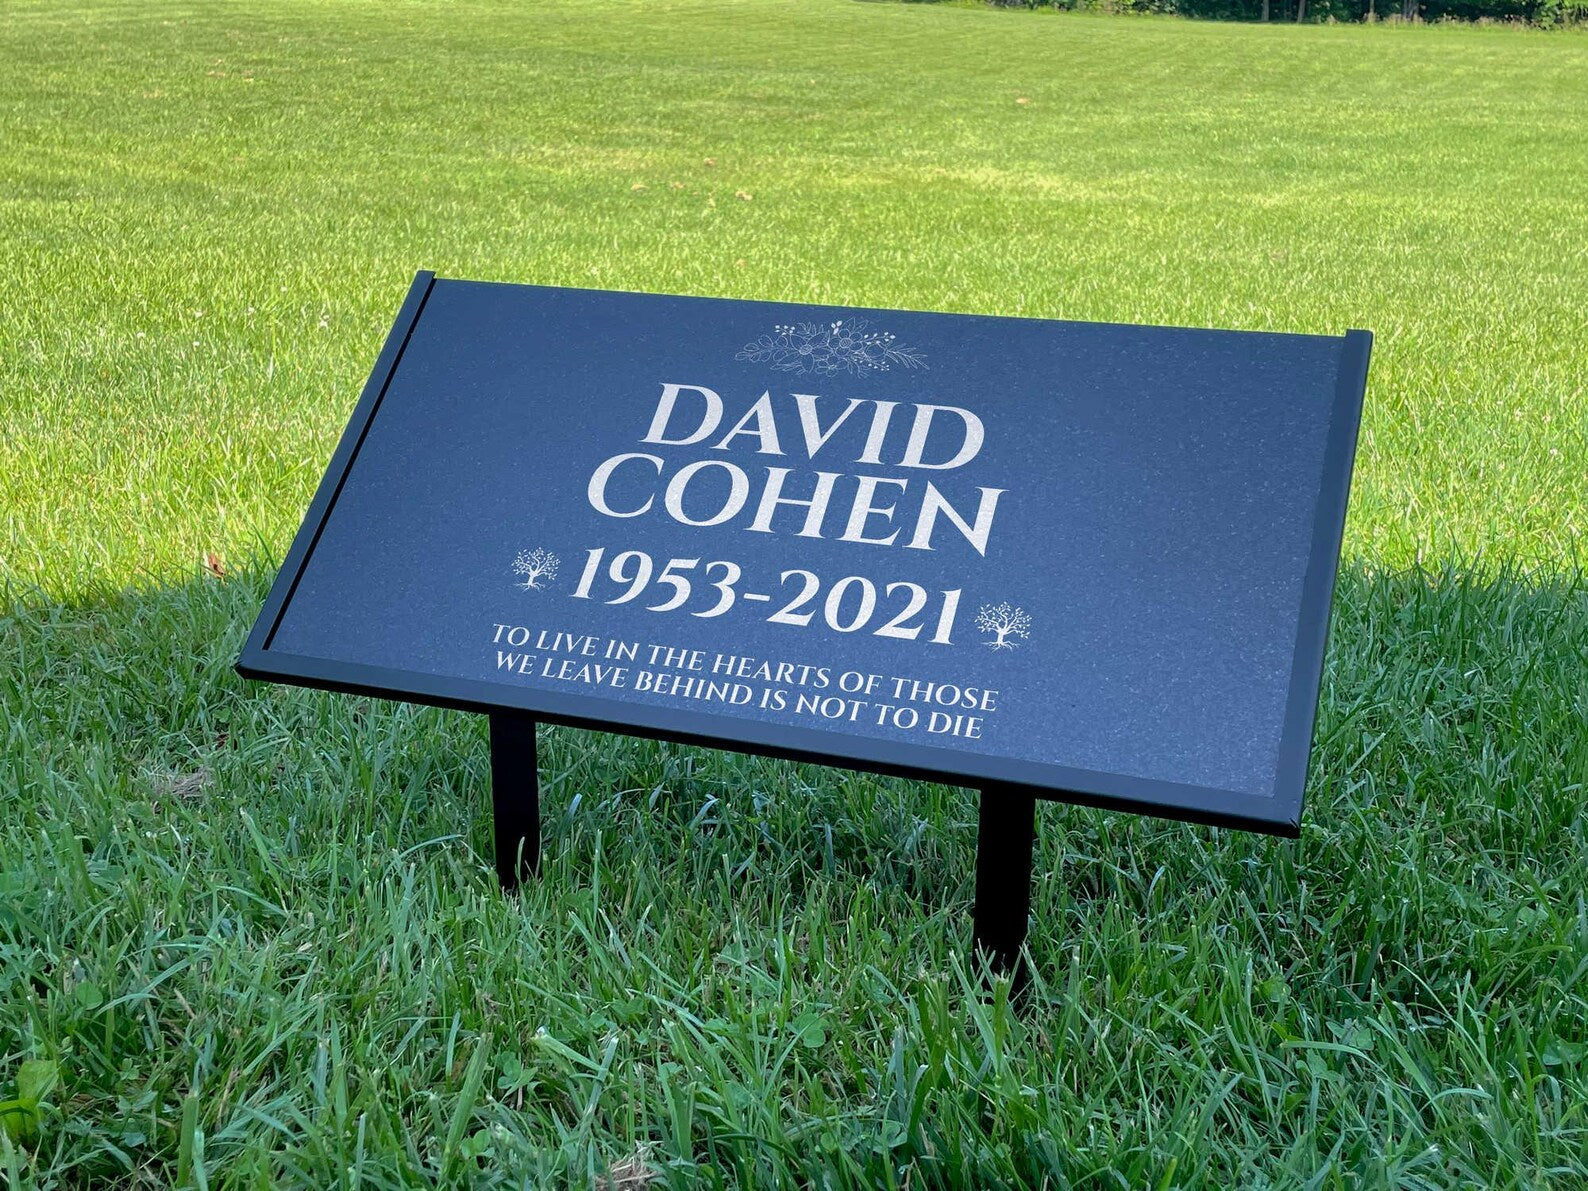 DAVID
COHEN
1953-2021
TO LIVE IN THE HEARTS OF THOSE
WE LEAVE BEHIND IS NOT TO DIE